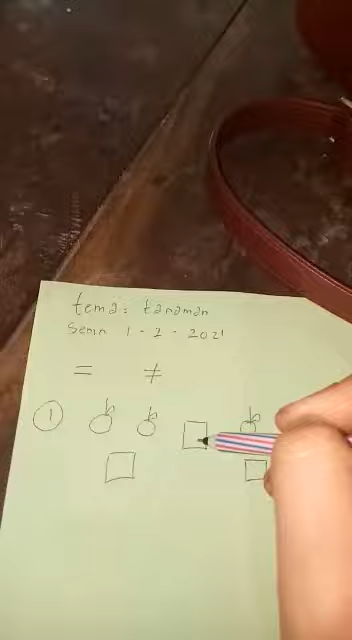 tema: tanaman
Senin 1 - 2 - 2021
= ≠
1